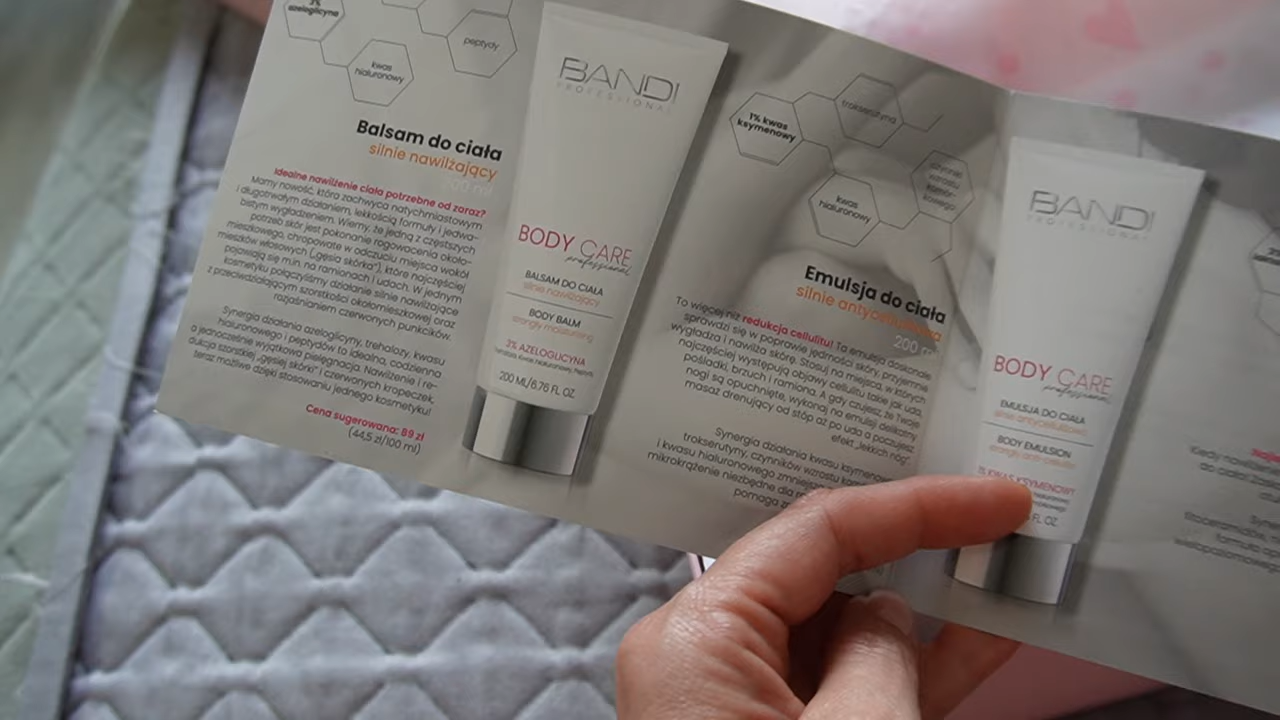 3%
azeloglicyna
peptydy
kwas
hialuronowy
Balsam do ciała
silnie nawilżający
200 ml
Idealne nawilżenie ciała potrzebne od zaraz?
Mamy nowość, która zachwyca natychmiastowym
i długotrwałym działaniem, lekkością formuły i jedwa-
bistym wygładzeniem. Wiemy, że jedną z częstszych
potrzeb skór jest pokonanie rogowacenia około-
mieszkowego, chropowate w odczuciu miejsca wokół
mieszków włosowych („gęsia skórka"), które najczęściej
pojawiają się m.in. na ramionach i udach. W jednym
kosmetyku połączyliśmy działanie silnie nawilżające
z przeciwdziałającym szorstkości okołomieszkowej oraz
rozjaśnianiem czerwonych punkcików.
Synergia działania azeloglicyny, trehalozy, kwasu
hialuronowego i peptydów to idealna, codzienna
a jednocześnie wyjątkowa pielęgnacja. Nawilżenie i re-
dukcja szorstkiej „gęsiej skórki" i czerwonych kropeczek,
teraz możliwe dzięki stosowaniu jednego kosmetyku!
Cena sugerowana: 89 zł
(44,5 zł/100 ml)
BANDI
PROFESSIONAL
BODY CARE
professional
BALSAM DO CIAŁA
silnie nawilżający
BODY BALM
strongly moisturising
3% AZELOGLICYNA
200 ML/6.76 FL OZ.
1% kwas
ksymenowy
trokserutyna
kwas
hialuronowy
czynniki
wzrostu
komór-
kowego
Emulsja do ciała
silnie antycellulitowa
200 ml
To więcej niż redukcja cellulitu! Ta emulsja doskonale
sprawdzi się w poprawie jędrności skóry, przyjemnie
wygładza i nawilża skórę. Stosuj na miejsca, w których
najczęściej występują objawy cellulitu takie jak uda,
pośladki, brzuch i ramiona. A gdy czujesz, że Twoje
nogi są opuchnięte, wykonaj na emulsji delikatny
masaż drenujący od stóp aż po uda a poczujesz
efekt „lekkich nóg".
Synergia działania kwasu ksymenowego
trokserutyny, czynników wzrostu
i kwasu hialuronowego
mikrokrążenie niezbędne dla
pomaga
BANDI
PROFESSIONAL
BODY CARE
professional
EMULSJA DO CIAŁA
silnie antycellulitowa
BODY EMULSION
strongly anti-cellulite
1% KWAS KSYMENOWY
FL OZ.